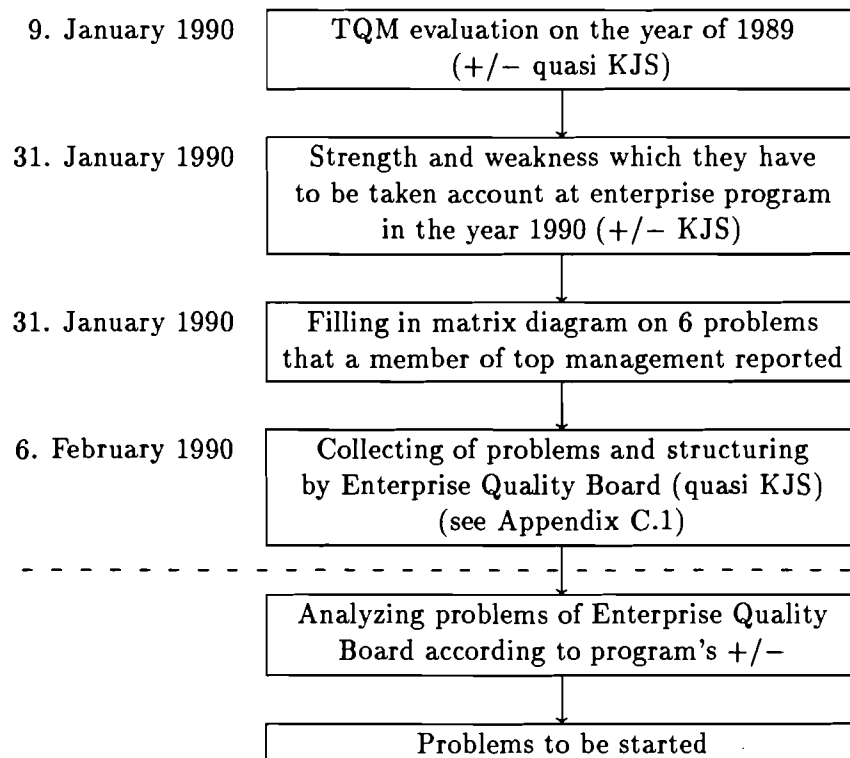 9. January 1990
TQM evaluation on the year of 1989
(+/− quasi KJS)
31. January 1990
Strength and weakness which they have
to be taken account at enterprise program
in the year 1990 (+/− KJS)
31. January 1990
Filling in matrix diagram on 6 problems
that a member of top management reported
6. February 1990
Collecting of problems and structuring
by Enterprise Quality Board (quasi KJS)
(see Appendix C.1)
Analyzing problems of Enterprise Quality
Board according to program's +/−
Problems to be started